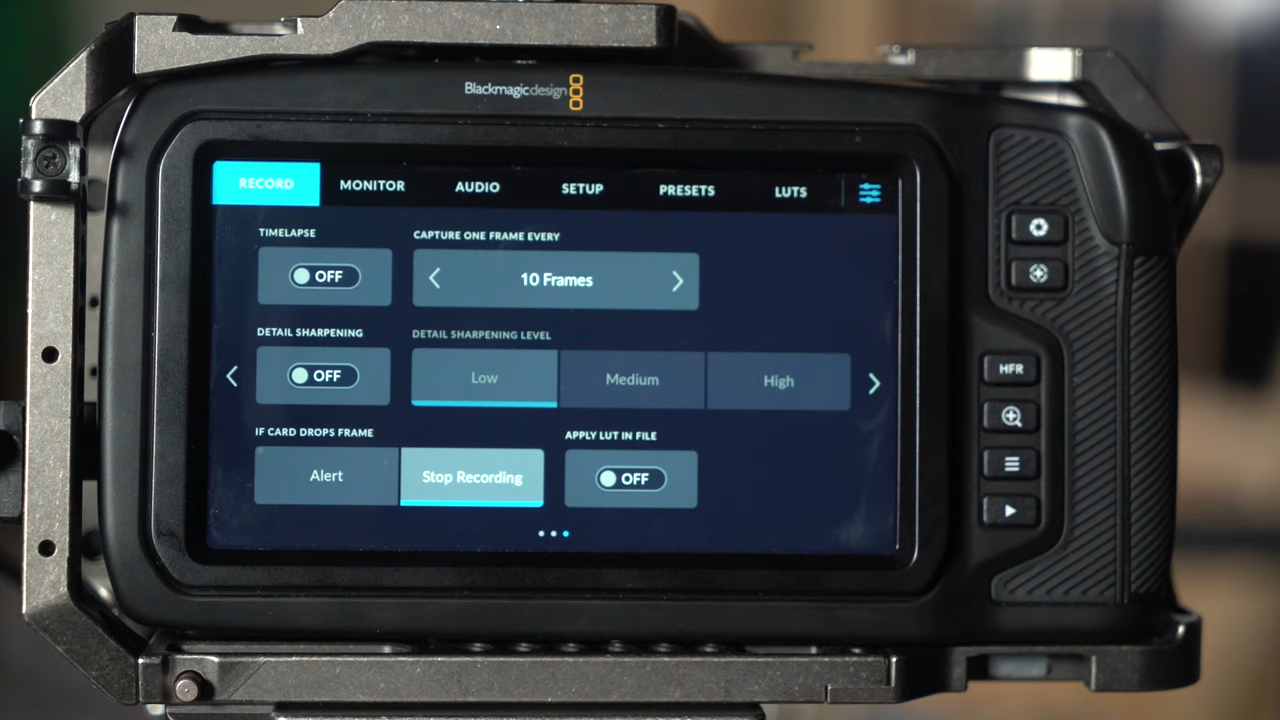 Blackmagicdesign
RECORD MONITOR AUDIO SETUP PRESETS LUTS
TIMELAPSE CAPTURE ONE FRAME EVERY
OFF 10 Frames
DETAIL SHARPENING DETAIL SHARPENING LEVEL
OFF Low Medium High
IF CARD DROPS FRAME APPLY LUT IN FILE
Alert Stop Recording OFF
HFR